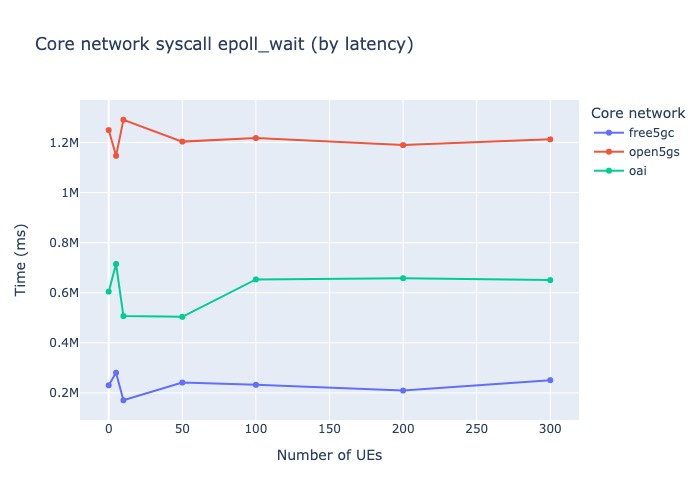 Core network syscall epoll_wait (by latency)
Core network
free5gc
open5gs
oai
Time (ms)
1.2M
1M
0.8M
0.6M
0.4M
0.2M
0 50 100 150 200 250 300
Number of UEs